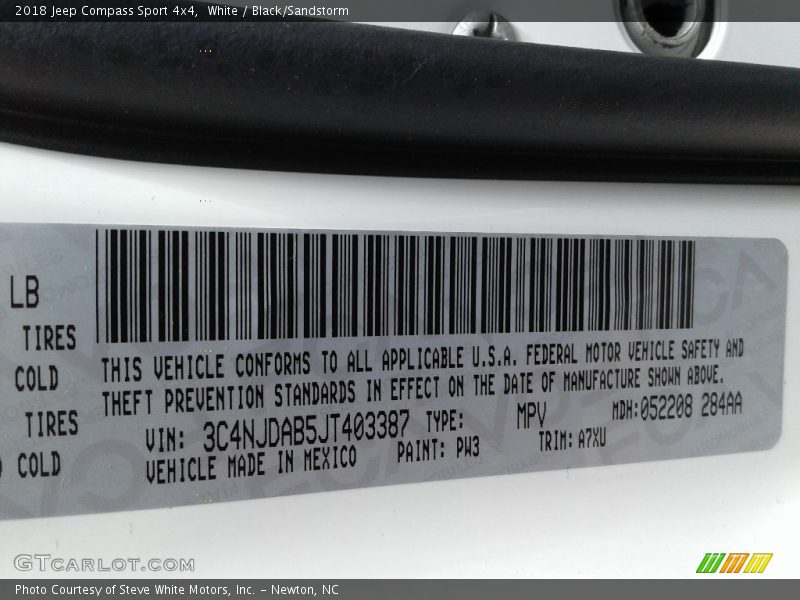 2018 Jeep Compass Sport 4x4, White / Black/Sandstorm
LB
TIRES
COLD
TIRES
COLD
THIS VEHICLE CONFORMS TO ALL APPLICABLE U.S.A. FEDERAL MOTOR VEHICLE SAFETY AND
THEFT PREVENTION STANDARDS IN EFFECT ON THE DATE OF MANUFACTURE SHOWN ABOVE.
VIN: 3C4NJDAB5JT403387 TYPE: MPV MDH:052208 284AA
VEHICLE MADE IN MEXICO PAINT: PW3 TRIM: A7XU
GTCARLOT.COM
Photo Courtesy of Steve White Motors, Inc. – Newton, NC